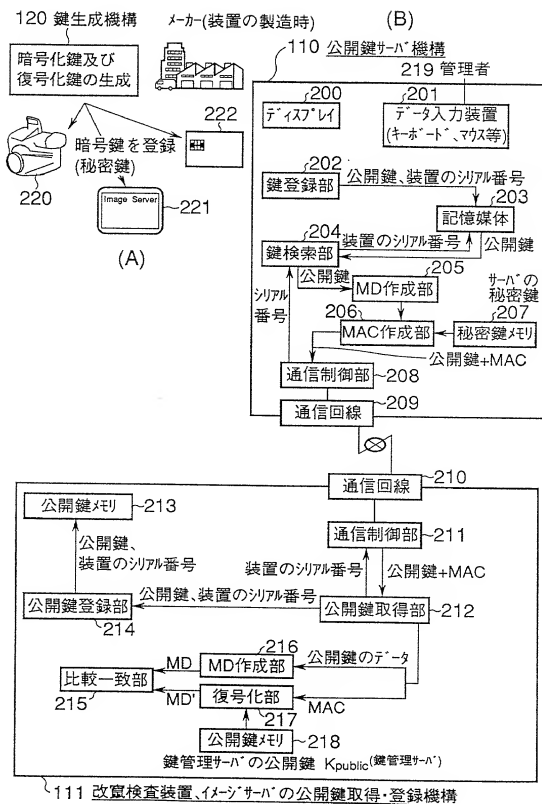 120 鍵生成機構
メーカー(装置の製造時)
(B)
暗号化鍵及び
復号化鍵の生成
110 公開鍵サーバ機構
219 管理者
222
暗号鍵を登録
(秘密鍵)
220
Image Server
221
(A)
200
ディスプレイ
201
データ入力装置
(キーボード、マウス等)
202
鍵登録部
公開鍵、装置のシリアル番号
203
記憶媒体
204
鍵検索部
装置のシリアル番号
公開鍵
シリアル
番号
公開鍵
205
MD作成部
サーバの
秘密鍵
206
207
MAC作成部
秘密鍵メモリ
公開鍵+MAC
通信制御部
208
通信回線
209
通信回線
210
公開鍵メモリ
213
通信制御部
211
公開鍵、
装置のシリアル番号
装置のシリアル番号
公開鍵+MAC
公開鍵登録部
214
公開鍵、装置のシリアル番号
公開鍵取得部
212
216
MD
MD作成部
公開鍵のデータ
比較一致部
215
MD'
復号化部
217
MAC
公開鍵メモリ
218
鍵管理サーバの公開鍵 Kpublic(鍵管理サーバ)
111 改竄検査装置、イメージサーバの公開鍵取得・登録機構